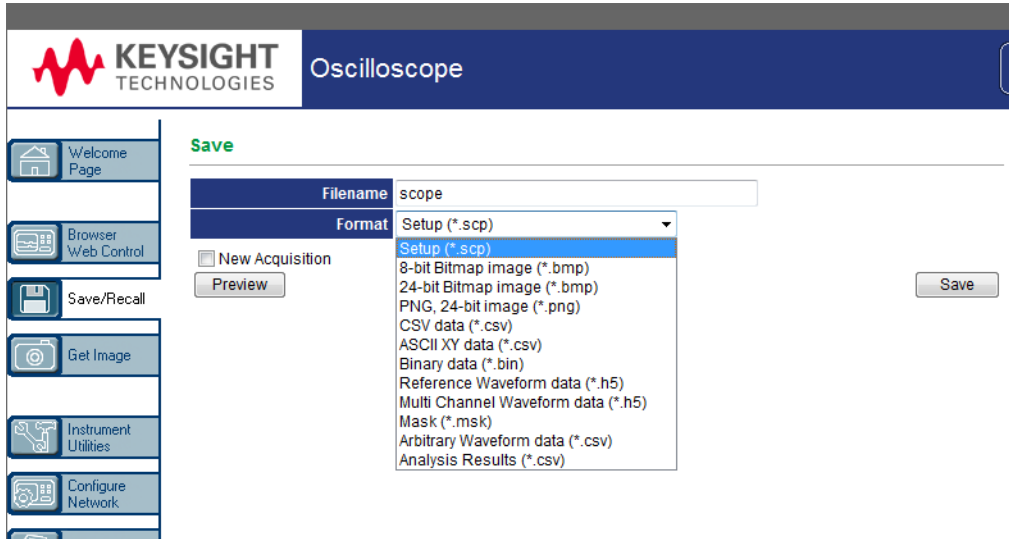 KEYSIGHT
TECHNOLOGIES
Oscilloscope
Welcome
Page
Browser
Web Control
Save/Recall
Get Image
Instrument
Utilities
Configure
Network
Save
Filename scope
Format Setup (*.scp)
Setup (*.scp)
8-bit Bitmap image (*.bmp)
24-bit Bitmap image (*.bmp)
PNG, 24-bit image (*.png)
CSV data (*.csv)
ASCII XY data (*.csv)
Binary data (*.bin)
Reference Waveform data (*.h5)
Multi Channel Waveform data (*.h5)
Mask (*.msk)
Arbitrary Waveform data (*.csv)
Analysis Results (*.csv)
New Acquisition
Preview
Save